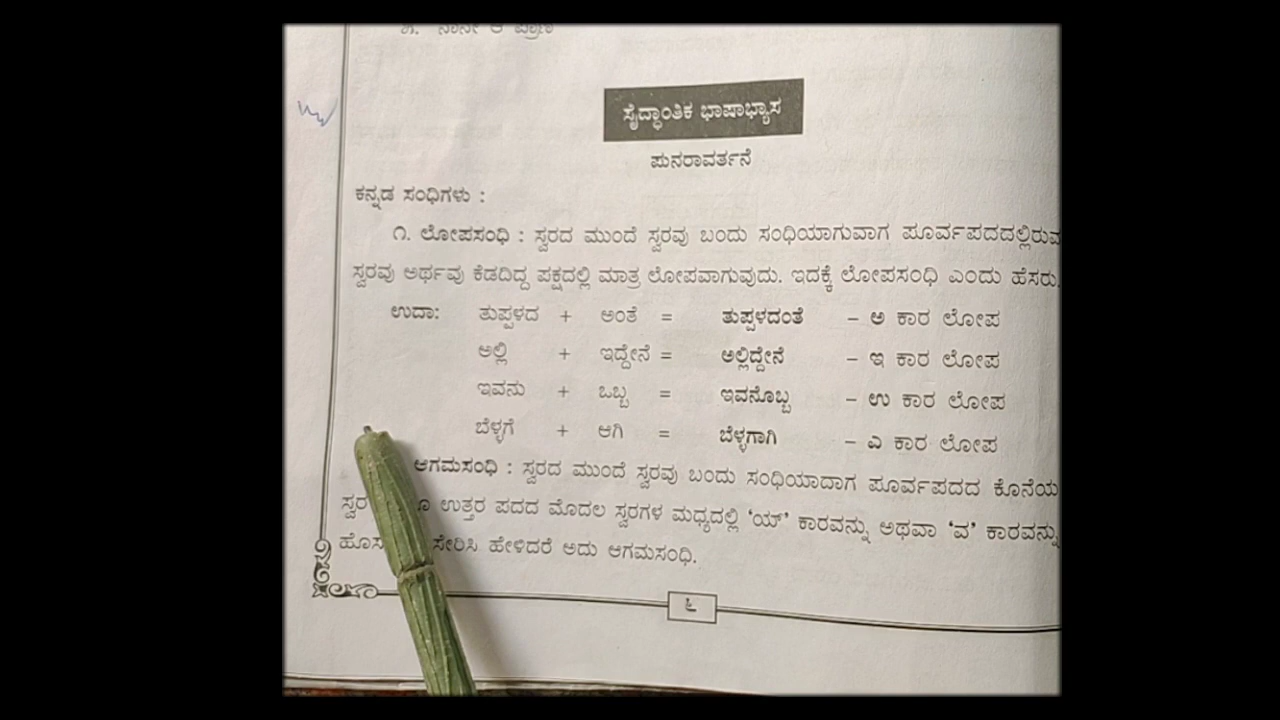 ಸೈದ್ಧಾಂತಿಕ ಭಾಷಾಭ್ಯಾಸ
ಪುನರಾವರ್ತನೆ
ಕನ್ನಡ ಸಂಧಿಗಳು :
೧. ಲೋಪಸಂಧಿ : ಸ್ವರದ ಮುಂದೆ ಸ್ವರವು ಬಂದು ಸಂಧಿಯಾಗುವಾಗ ಪೂರ್ವಪದದಲ್ಲಿರುವ
ಸ್ವರವು ಅರ್ಥವು ಕೆಡದಿದ್ದ ಪಕ್ಷದಲ್ಲಿ ಮಾತ್ರ ಲೋಪವಾಗುವುದು. ಇದಕ್ಕೆ ಲೋಪಸಂಧಿ ಎಂದು ಹೆಸರು.
ಉದಾ: ತುಪ್ಪಳದ + ಅಂತೆ = ತುಪ್ಪಳದಂತೆ – ಅ ಕಾರ ಲೋಪ
ಅಲ್ಲಿ + ಇದ್ದೇನೆ = ಅಲ್ಲಿದ್ದೇನೆ – ಇ ಕಾರ ಲೋಪ
ಇವನು + ಒಬ್ಬ = ಇವನೊಬ್ಬ – ಉ ಕಾರ ಲೋಪ
ಬೆಳ್ಳಗೆ + ಆಗಿ = ಬೆಳ್ಳಗಾಗಿ – ಎ ಕಾರ ಲೋಪ
ಆಗಮಸಂಧಿ : ಸ್ವರದ ಮುಂದೆ ಸ್ವರವು ಬಂದು ಸಂಧಿಯಾದಾಗ ಪೂರ್ವಪದದ ಕೊನೆಯ
ಉತ್ತರ ಪದದ ಮೊದಲ ಸ್ವರಗಳ ಮಧ್ಯದಲ್ಲಿ ‘ಯ್’ ಕಾರವನ್ನು ಅಥವಾ ‘ವ’ ಕಾರವನ್ನು
ಸೇರಿಸಿ ಹೇಳಿದರೆ ಅದು ಆಗಮಸಂಧಿ.
೬